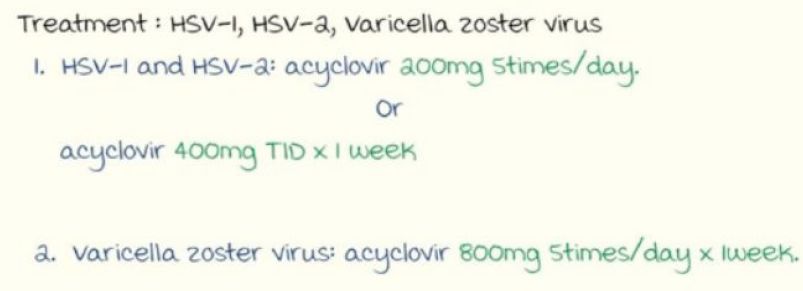 Treatment : HSV-1, HSV-2, Varicella zoster virus
1. HSV-1 and HSV-2: acyclovir 200mg 5times/day.
Or
acyclovir 400mg TID x 1 week
2. Varicella zoster virus: acyclovir 800mg 5times/day x 1week.